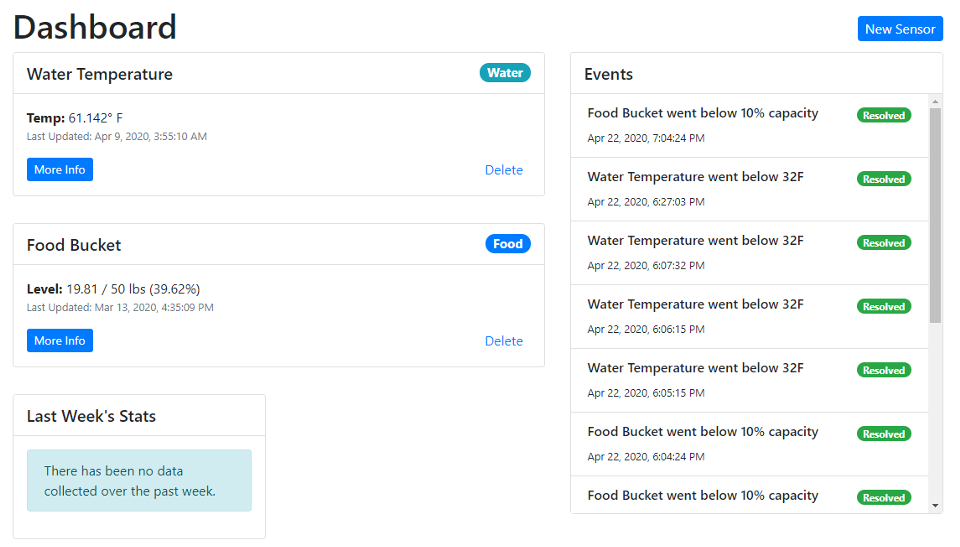 Dashboard
New Sensor
Water Temperature
Water
Temp: 61.142° F
Last Updated: Apr 9, 2020, 3:55:10 AM
More Info
Delete
Food Bucket
Food
Level: 19.81 / 50 lbs (39.62%)
Last Updated: Mar 13, 2020, 4:35:09 PM
More Info
Delete
Last Week's Stats
There has been no data
collected over the past week.
Events
Food Bucket went below 10% capacity
Resolved
Apr 22, 2020, 7:04:24 PM
Water Temperature went below 32F
Resolved
Apr 22, 2020, 6:27:03 PM
Water Temperature went below 32F
Resolved
Apr 22, 2020, 6:07:32 PM
Water Temperature went below 32F
Resolved
Apr 22, 2020, 6:06:15 PM
Water Temperature went below 32F
Resolved
Apr 22, 2020, 6:05:15 PM
Food Bucket went below 10% capacity
Resolved
Apr 22, 2020, 6:04:24 PM
Food Bucket went below 10% capacity
Resolved